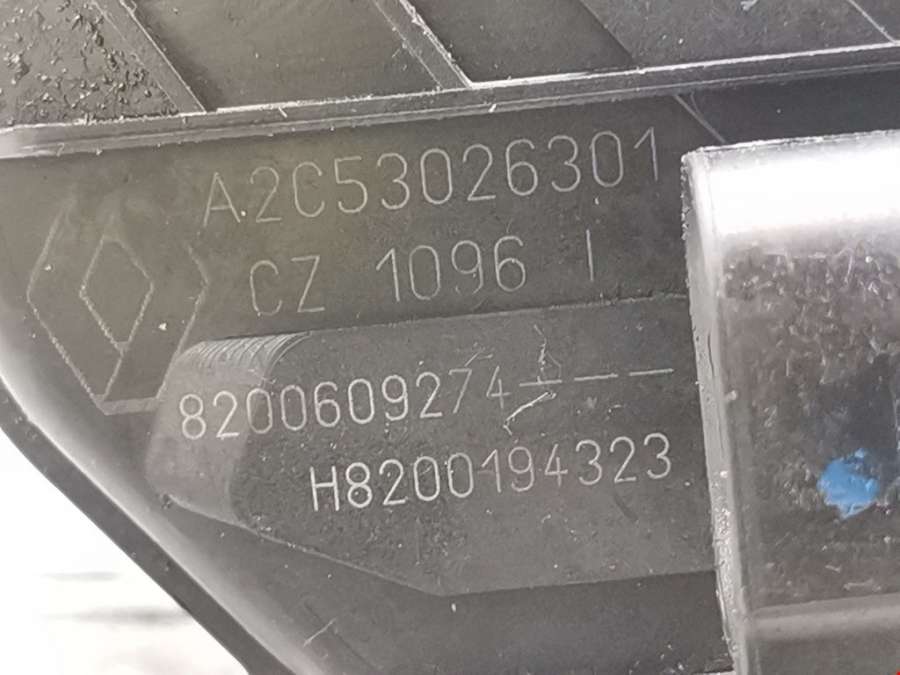 A2C53026301
CZ 1096 I
8200609274----
H8200194323